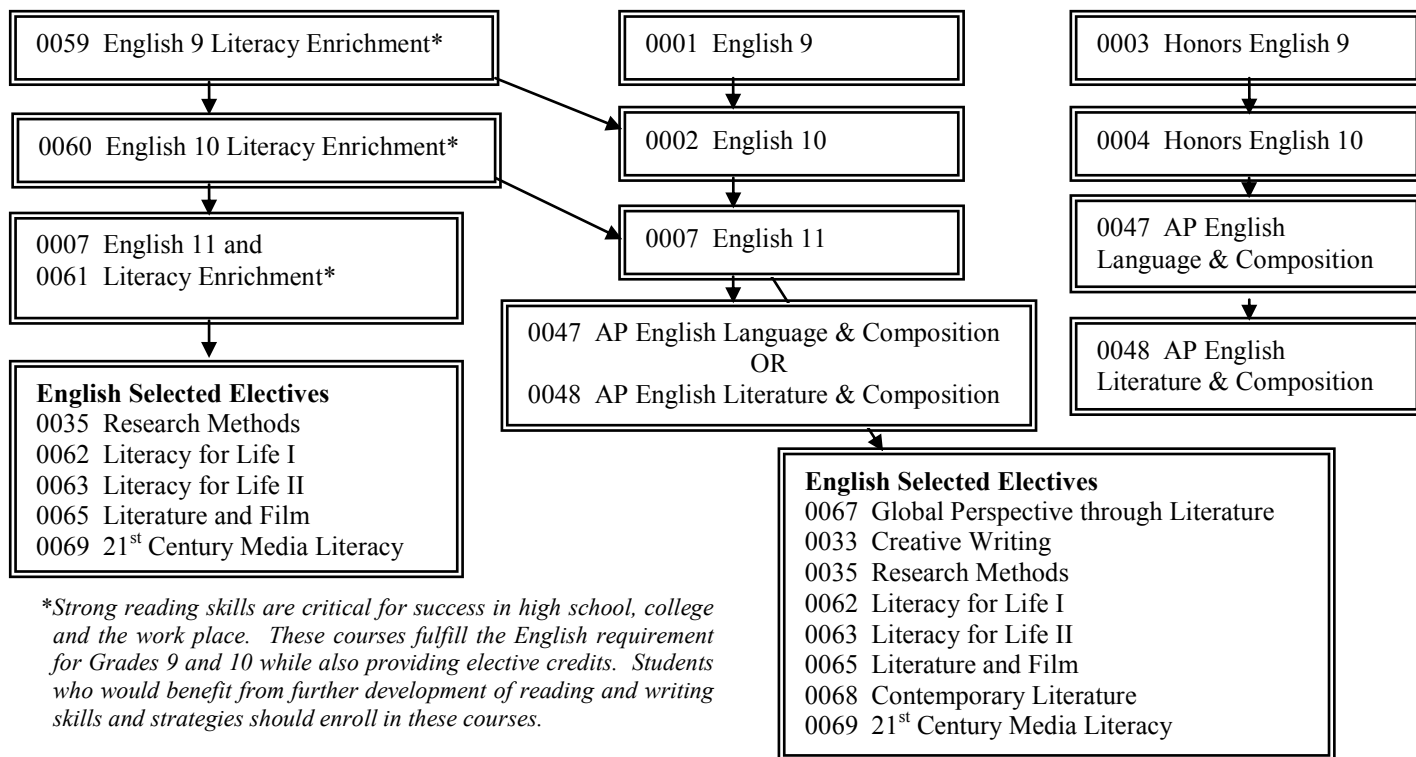 0059 English 9 Literacy Enrichment*
0060 English 10 Literacy Enrichment*
0007 English 11 and
0061 Literacy Enrichment*
English Selected Electives
0035 Research Methods
0062 Literacy for Life I
0063 Literacy for Life II
0065 Literature and Film
0069 21st Century Media Literacy
*Strong reading skills are critical for success in high school, college
and the work place. These courses fulfill the English requirement
for Grades 9 and 10 while also providing elective credits. Students
who would benefit from further development of reading and writing
skills and strategies should enroll in these courses.
0001 English 9
0002 English 10
0007 English 11
0047 AP English Language & Composition
OR
0048 AP English Literature & Composition
English Selected Electives
0067 Global Perspective through Literature
0033 Creative Writing
0035 Research Methods
0062 Literacy for Life I
0063 Literacy for Life II
0065 Literature and Film
0068 Contemporary Literature
0069 21st Century Media Literacy
0003 Honors English 9
0004 Honors English 10
0047 AP English
Language & Composition
0048 AP English
Literature & Composition